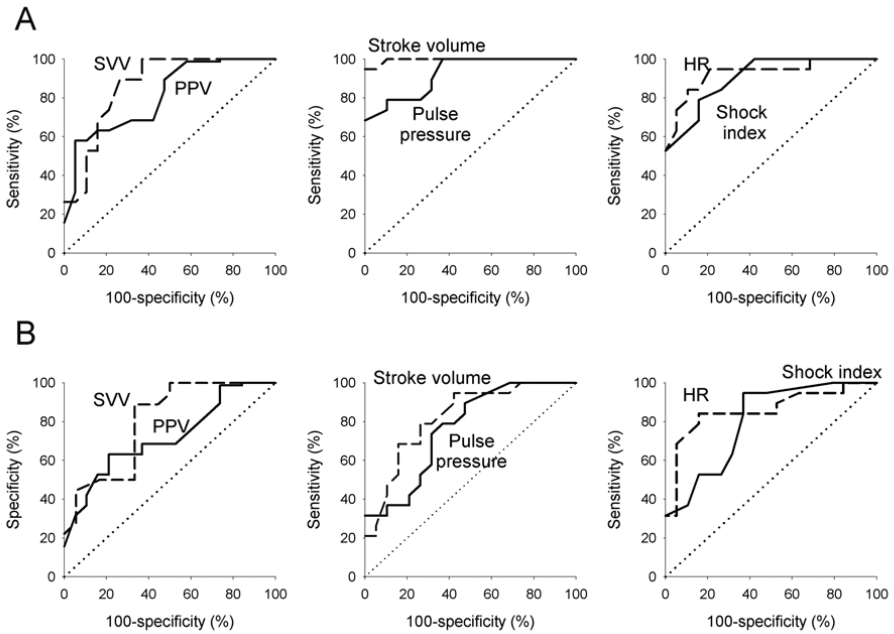 A
SVV
PPV
100
80
60
40
20
0
Sensitivity (%)
0 20 40 60 80 100
100-specificity (%)
Stroke volume
Pulse
pressure
100
80
60
40
20
0
Sensitivity (%)
0 20 40 60 80 100
100-specificity (%)
HR
Shock
index
100
80
60
40
20
0
Sensitivity (%)
0 20 40 60 80 100
100-specificity (%)
B
SVV
PPV
100
80
60
40
20
0
Specificity (%)
0 20 40 60 80 100
100-specificity (%)
Stroke volume
Pulse
pressure
100
80
60
40
20
0
Sensitivity (%)
0 20 40 60 80 100
100-specificity (%)
Shock index
HR
100
80
60
40
20
0
Sensitivity (%)
0 20 40 60 80 100
100-specificity (%)